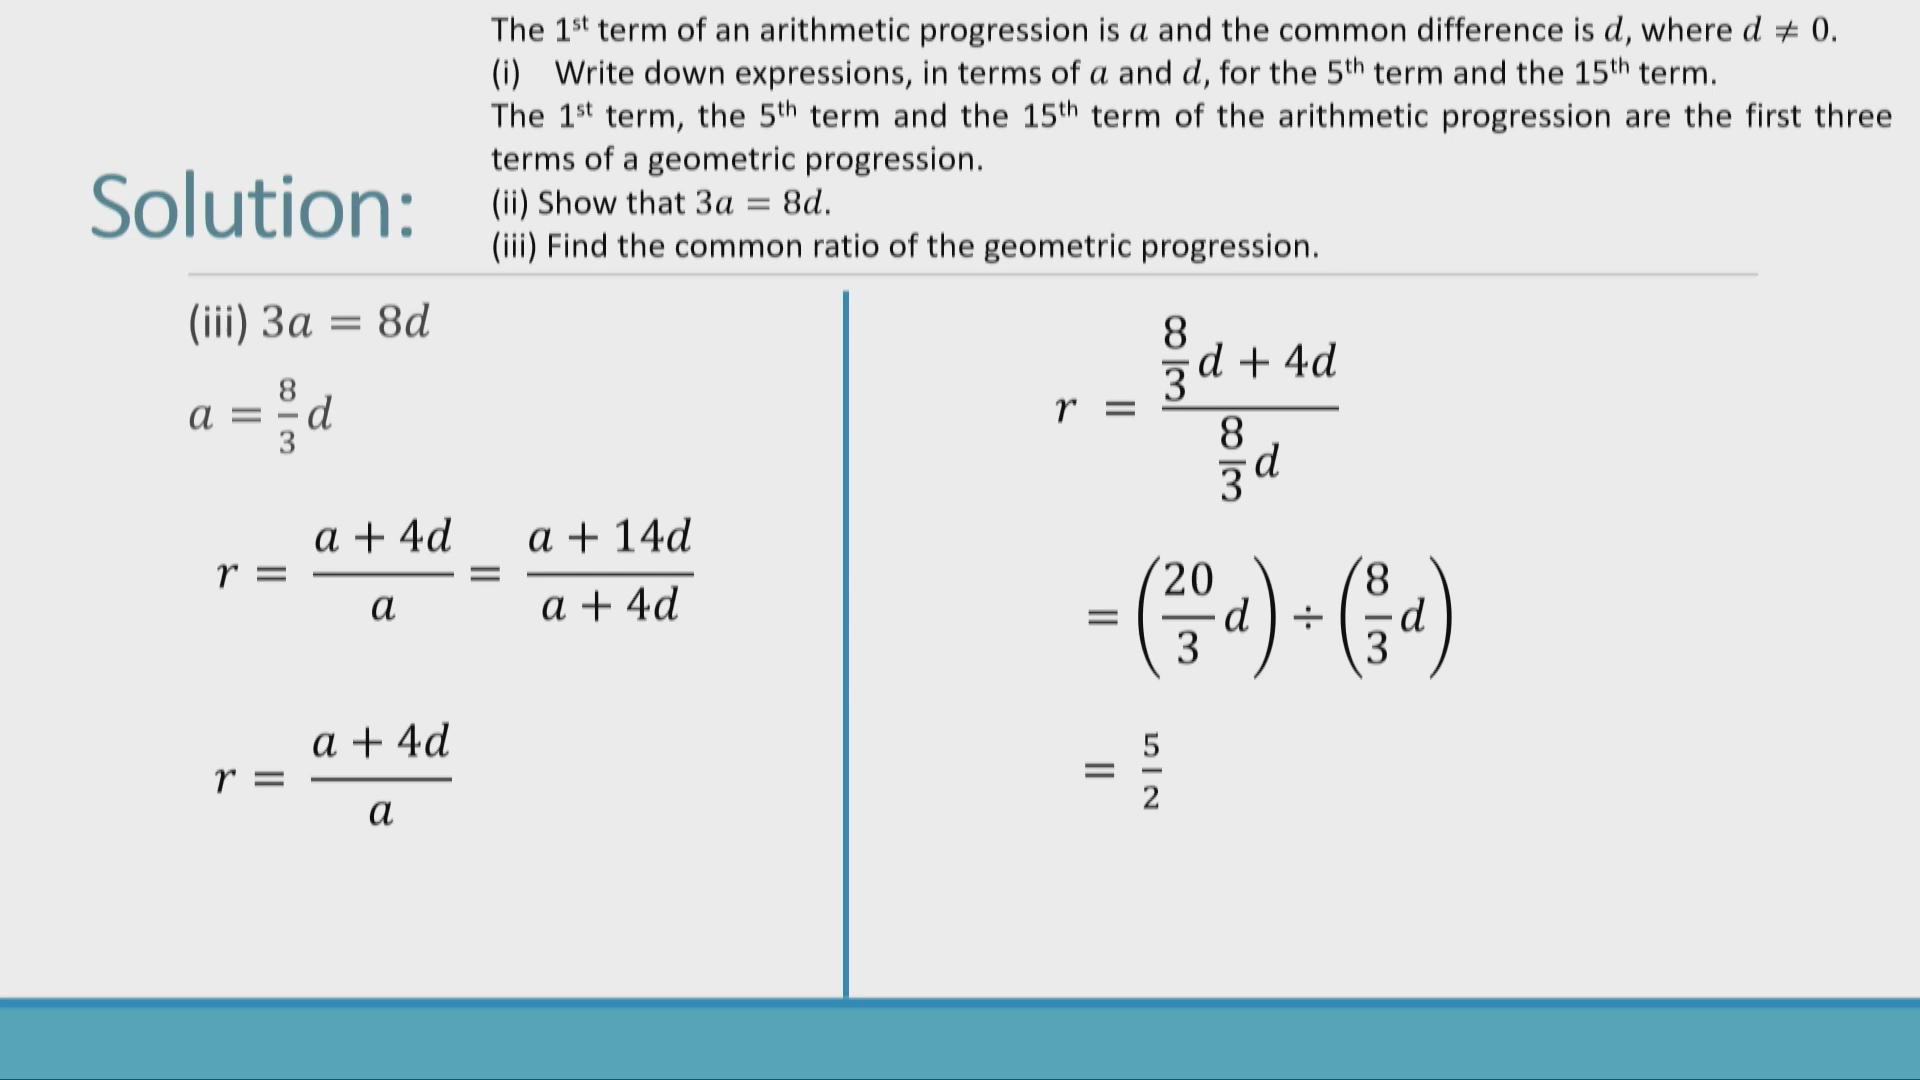 The 1st term of an arithmetic progression is a and the common difference is d, where d ≠ 0.
(i) Write down expressions, in terms of a and d, for the 5th term and the 15th term.
The 1st term, the 5th term and the 15th term of the arithmetic progression are the first three
terms of a geometric progression.
(ii) Show that 3a = 8d.
(iii) Find the common ratio of the geometric progression.
Solution:
(iii) 3a = 8d
a = 8/3 d
r = (a + 4d)/a = (a + 14d)/(a + 4d)
r = (a + 4d)/a
r = (8/3 d + 4d)/(8/3 d)
= (20/3 d) ÷ (8/3 d)
= 5/2